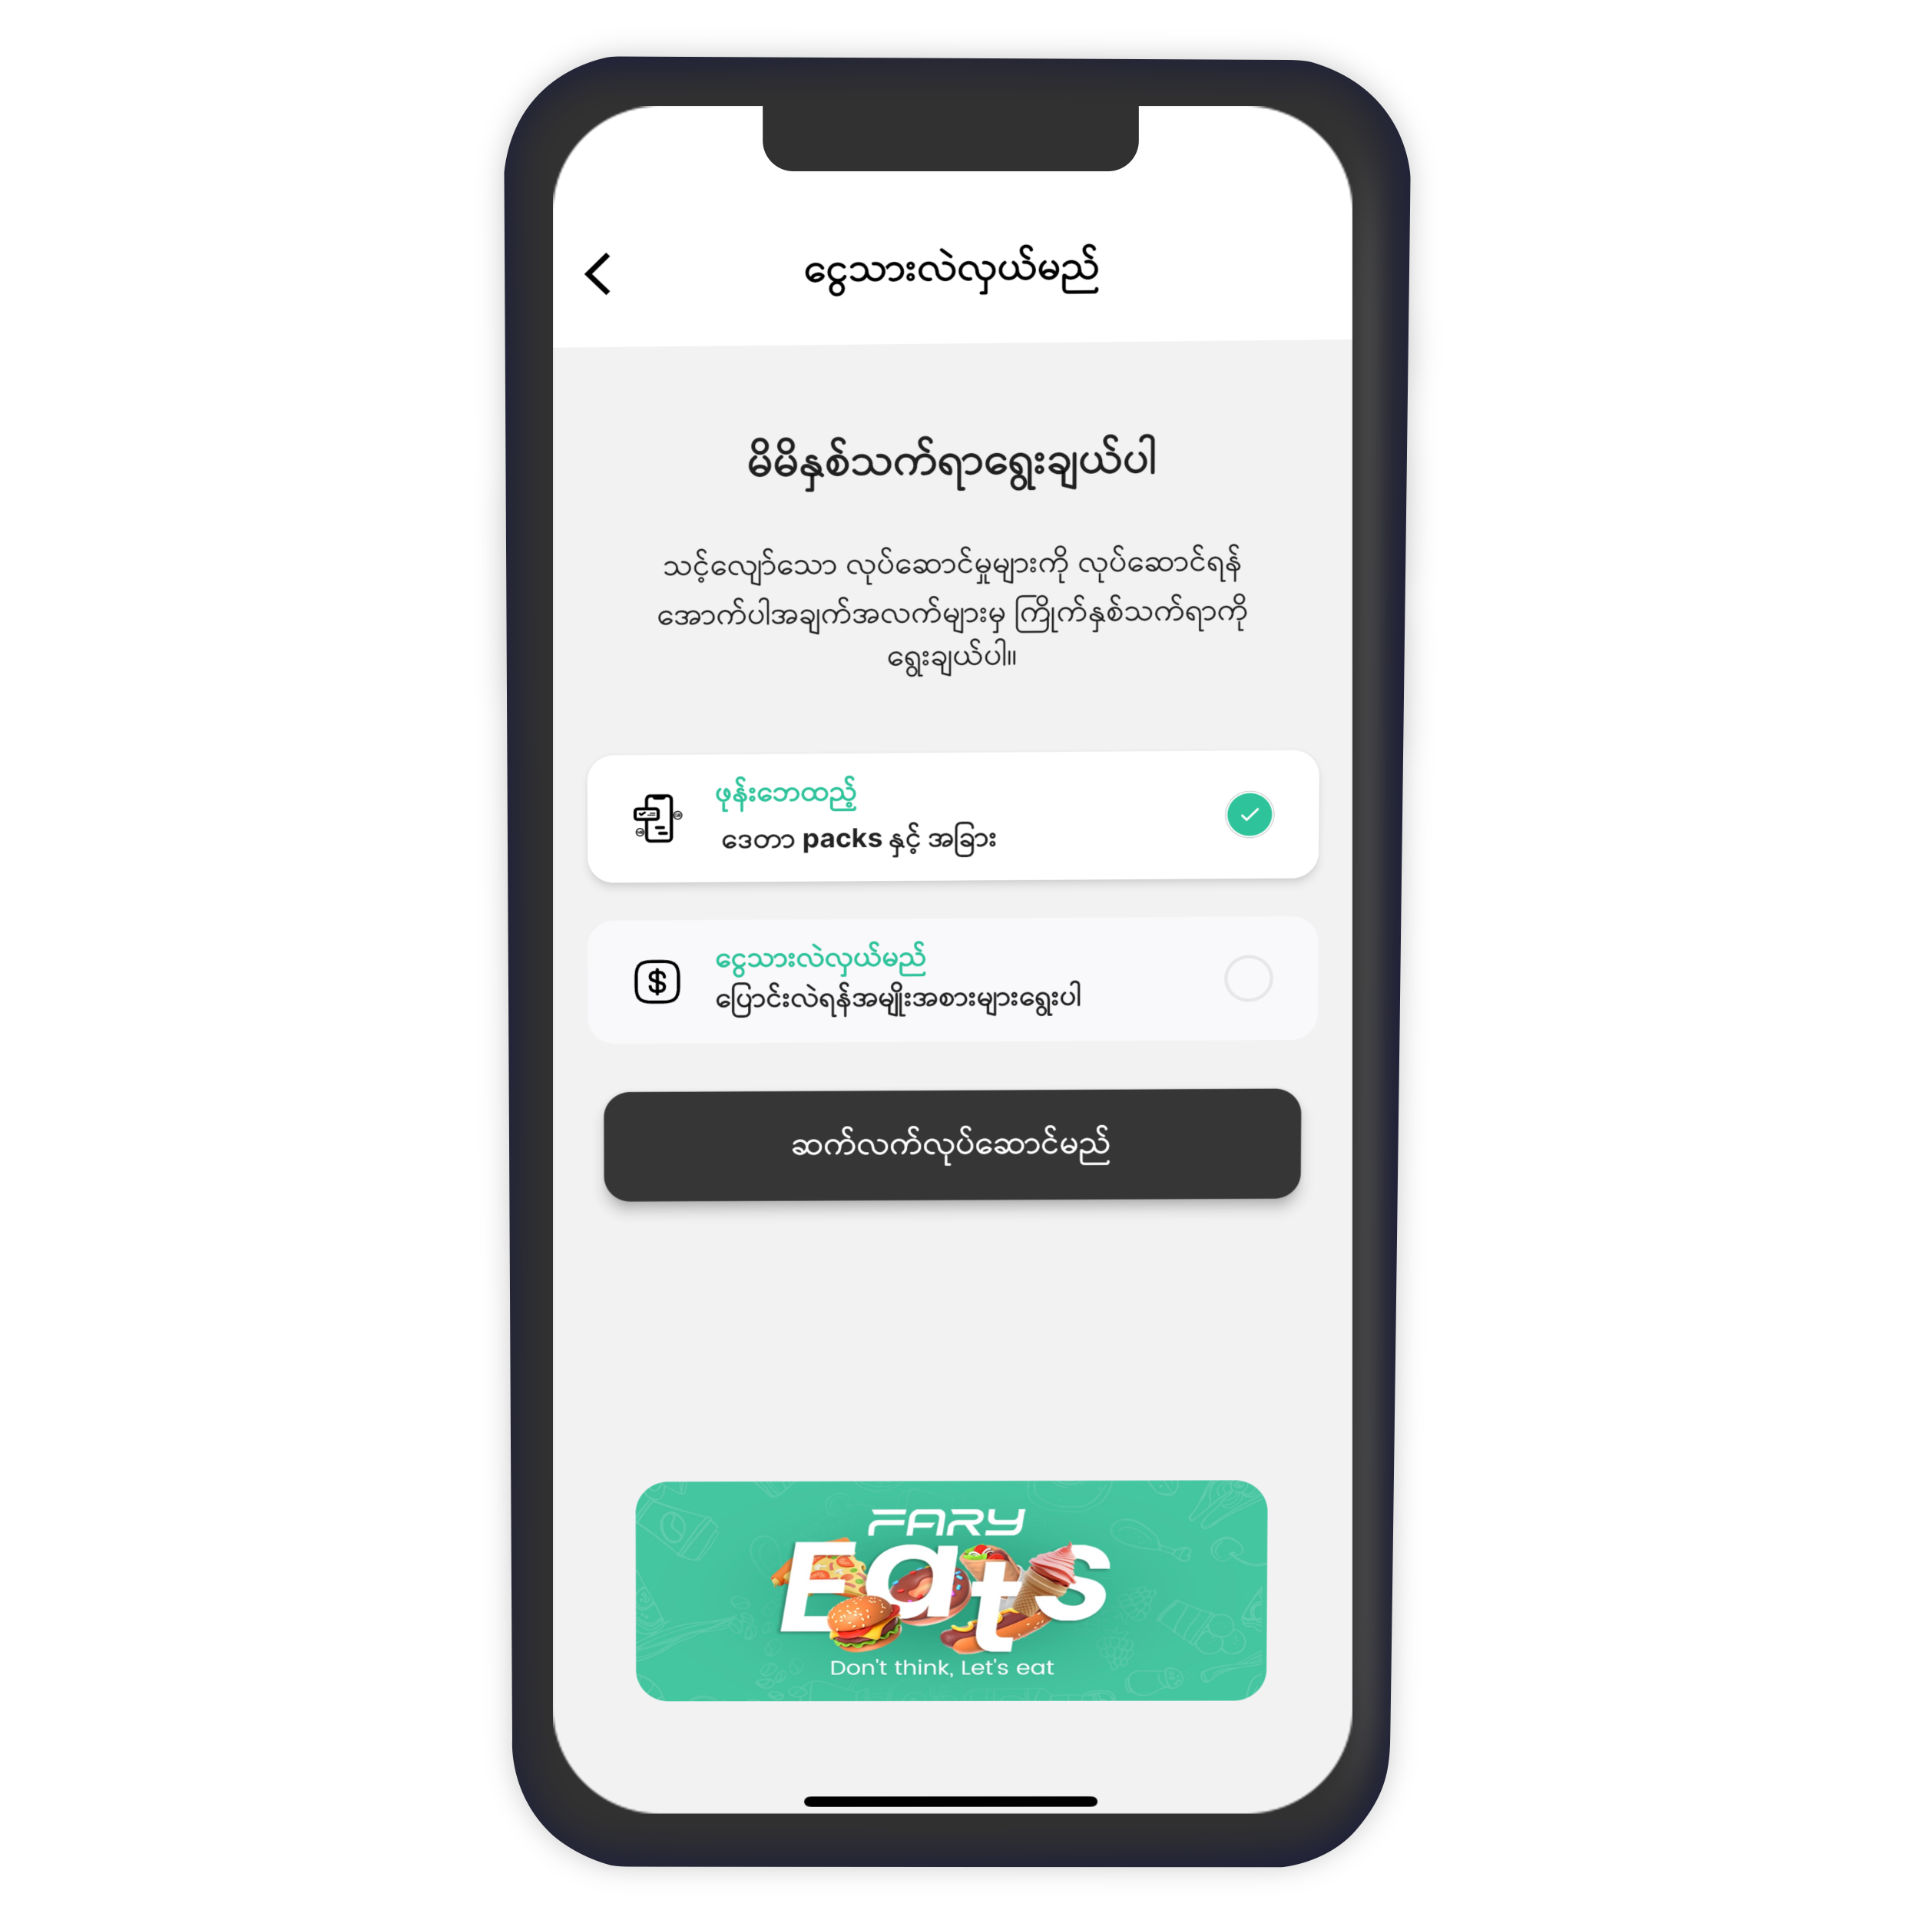 ငွေသားလဲလှယ်မည်
မိမိနှစ်သက်ရာရွေးချယ်ပါ
သင့်လျော်သော လုပ်ဆောင်မှုများကို လုပ်ဆောင်ရန်
အောက်ပါအချက်အလက်များမှ ကြိုက်နှစ်သက်ရာကို
ရွေးချယ်ပါ။
ဖုန်းဘေထည့်
ဒေတာ packs နှင့် အခြား
ငွေသားလဲလှယ်မည်
ပြောင်းလဲရန်အမျိုးအစားများရွေးပါ
ဆက်လက်လုပ်ဆောင်မည်
FARY
Eats
Don't think, Let's eat